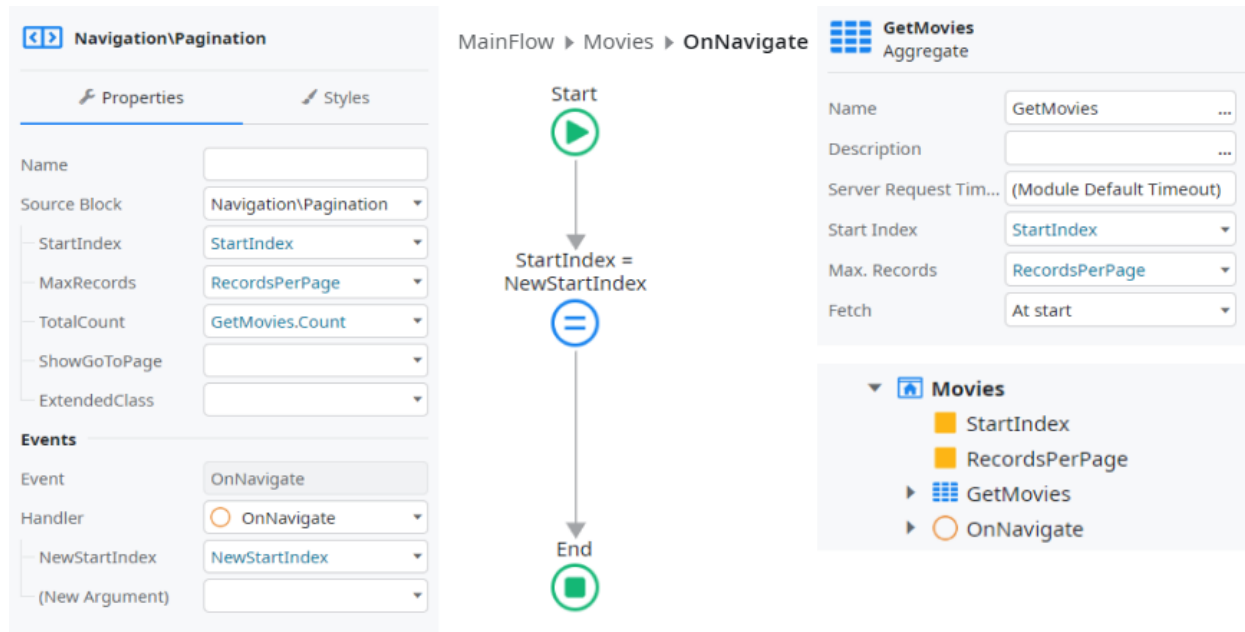 Navigation\Pagination
Properties
Styles
Name
Source Block
Navigation\Pagination
StartIndex
StartIndex
MaxRecords
RecordsPerPage
TotalCount
GetMovies.Count
ShowGoToPage
ExtendedClass
Events
Event
OnNavigate
Handler
OnNavigate
NewStartIndex
NewStartIndex
(New Argument)
MainFlow Movies OnNavigate
Start
StartIndex =
NewStartIndex
End
GetMovies
Aggregate
Name
GetMovies
...
Description
...
Server Request Tim...
(Module Default Timeout)
Start Index
StartIndex
Max. Records
RecordsPerPage
Fetch
At start
Movies
StartIndex
RecordsPerPage
GetMovies
OnNavigate